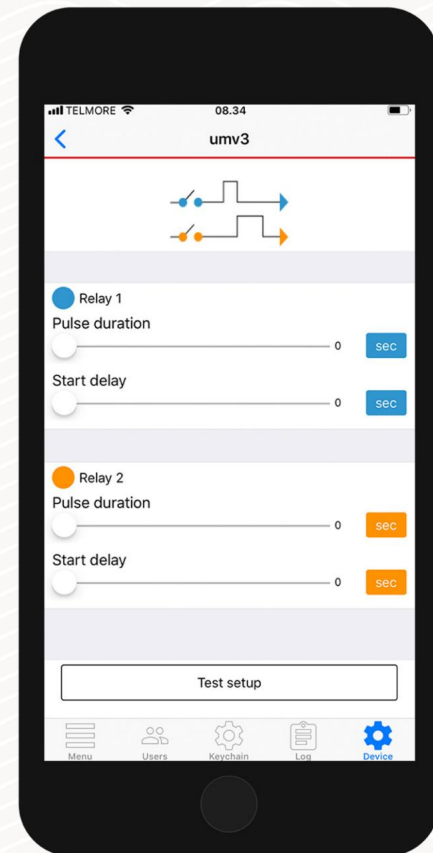 TELMORE 08.34
umv3
Relay 1
Pulse duration
0 sec
Start delay
0 sec
Relay 2
Pulse duration
0 sec
Start delay
0 sec
Test setup
Menu Users Keychain Log Device